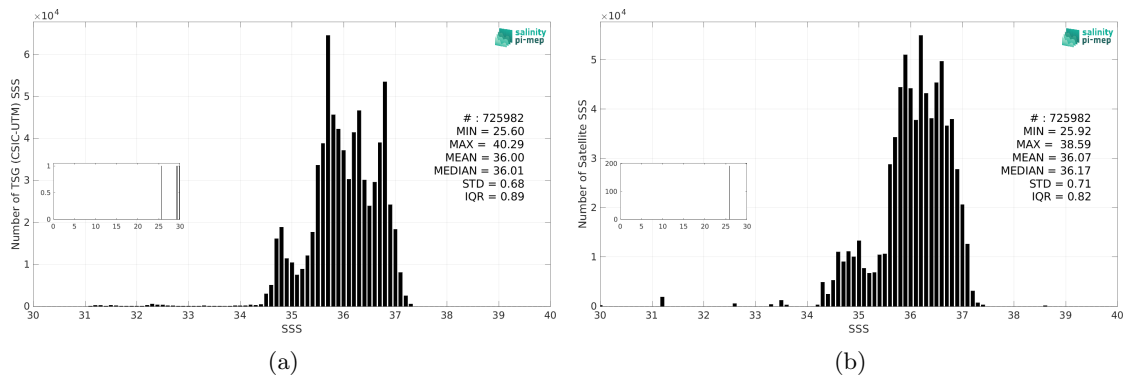 ×10⁴
7
6
5
4
3
2
1
0
Number of TSG (CSIC-UTM) SSS
salinity
pi-mep
# : 725982
MIN = 25.60
MAX = 40.29
MEAN = 36.00
MEDIAN = 36.01
STD = 0.68
IQR = 0.89
1
0.5
0
0 5 10 15 20 25 30
30 31 32 33 34 35 36 37 38 39 40
SSS
(a)
×10⁴
5
4
3
2
1
0
Number of Satellite SSS
salinity
pi-mep
# : 725982
MIN = 25.92
MAX = 38.59
MEAN = 36.07
MEDIAN = 36.17
STD = 0.71
IQR = 0.82
200
150
100
50
0
0 5 10 15 20 25 30
30 31 32 33 34 35 36 37 38 39 40
SSS
(b)